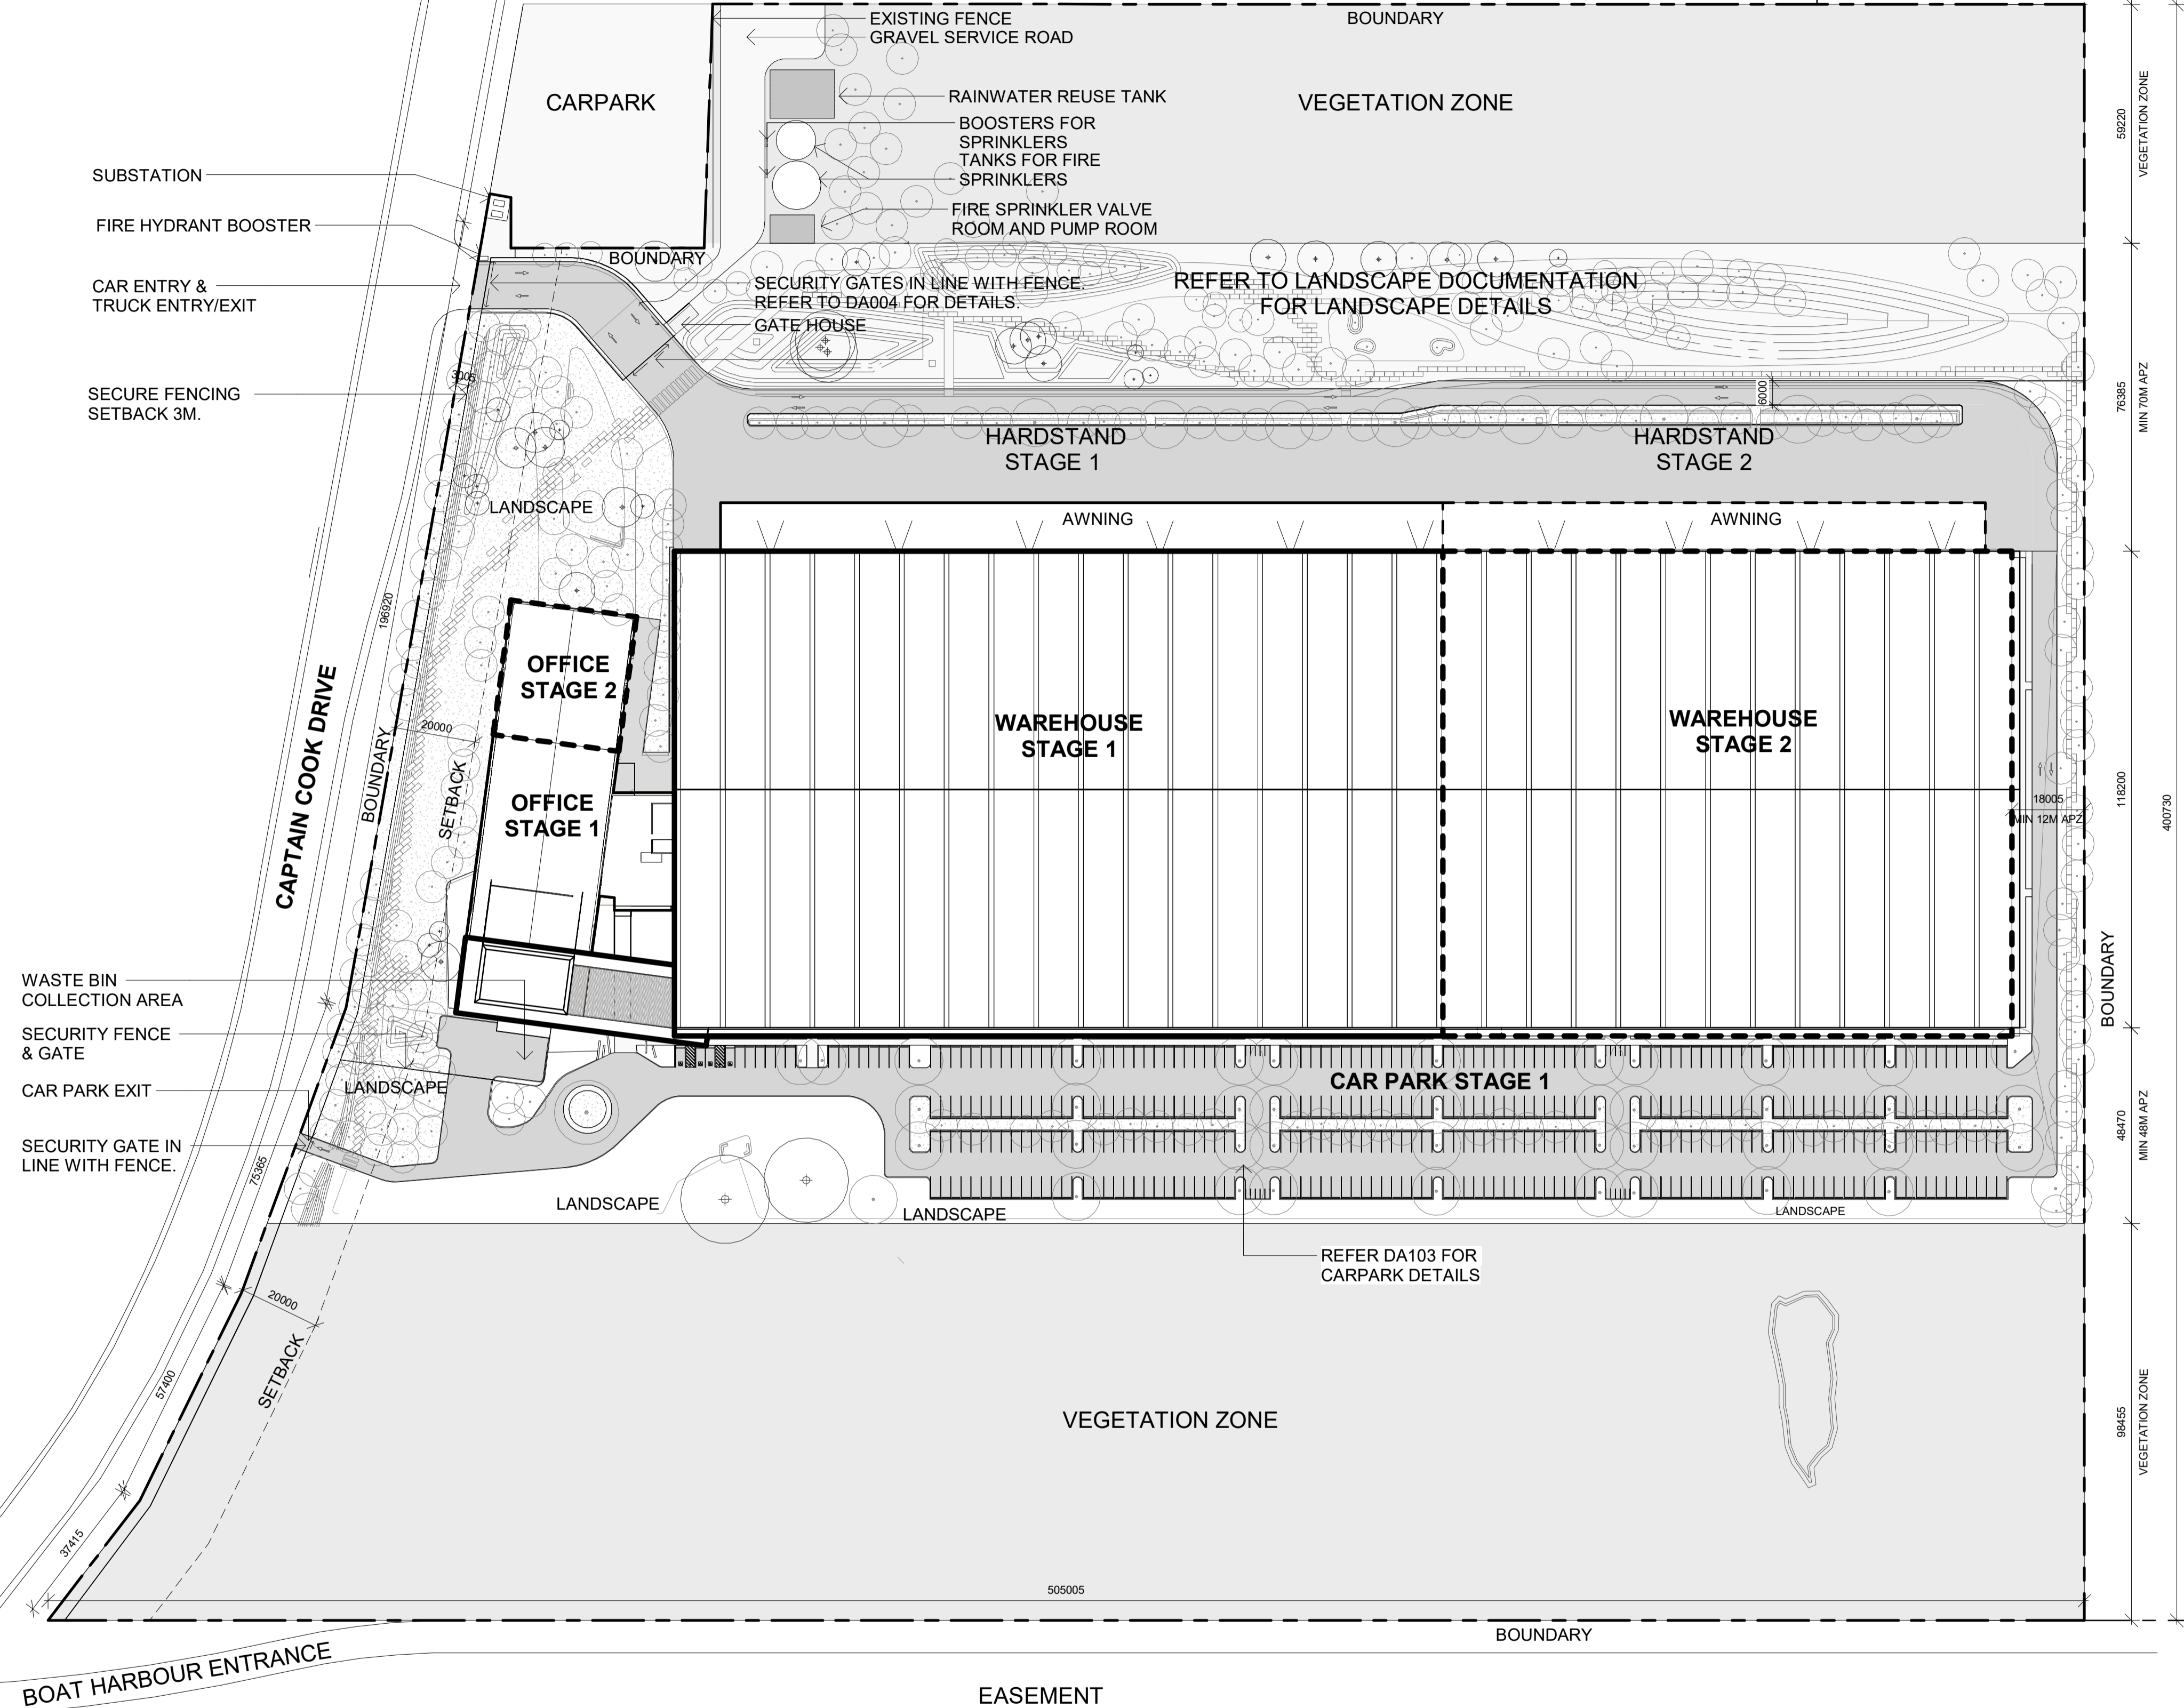 EXISTING FENCE
GRAVEL SERVICE ROAD
BOUNDARY
CARPARK
RAINWATER REUSE TANK
VEGETATION ZONE
BOOSTERS FOR
SPRINKLERS
TANKS FOR FIRE
SPRINKLERS
59220
VEGETATION ZONE
SUBSTATION
FIRE HYDRANT BOOSTER
FIRE SPRINKLER VALVE
ROOM AND PUMP ROOM
BOUNDARY
CAR ENTRY &
TRUCK ENTRY/EXIT
SECURITY GATES IN LINE WITH FENCE.
REFER TO DA004 FOR DETAILS.
GATE HOUSE
REFER TO LANDSCAPE DOCUMENTATION
FOR LANDSCAPE DETAILS
3005
SECURE FENCING
SETBACK 3M.
6000
76385
MIN 70M APZ
HARDSTAND
STAGE 1
HARDSTAND
STAGE 2
LANDSCAPE
AWNING
AWNING
196920
OFFICE
STAGE 2
CAPTAIN COOK DRIVE
BOUNDARY
20000
SETBACK
OFFICE
STAGE 1
WAREHOUSE
STAGE 1
WAREHOUSE
STAGE 2
18005
MIN 12M APZ
118200
400730
BOUNDARY
WASTE BIN
COLLECTION AREA
SECURITY FENCE
& GATE
CAR PARK EXIT
LANDSCAPE
CAR PARK STAGE 1
SECURITY GATE IN
LINE WITH FENCE.
75365
48470
MIN 48M APZ
LANDSCAPE
LANDSCAPE
LANDSCAPE
REFER DA103 FOR
CARPARK DETAILS
20000
SETBACK
57400
VEGETATION ZONE
98455
VEGETATION ZONE
37415
505005
BOUNDARY
BOAT HARBOUR ENTRANCE
EASEMENT